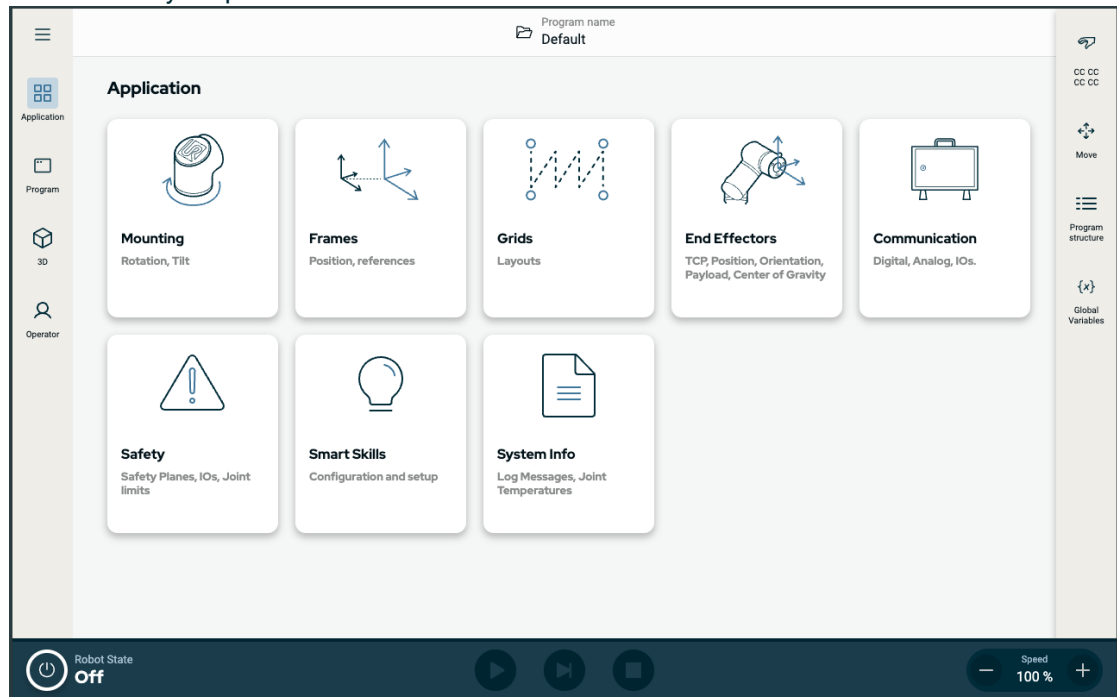 Program name
Default
Application
Application
Program
3D
Operator
Mounting
Rotation, Tilt
Frames
Position, references
Grids
Layouts
End Effectors
TCP, Position, Orientation,
Payload, Center of Gravity
Communication
Digital, Analog, IOs.
Safety
Safety Planes, IOs, Joint
limits
Smart Skills
Configuration and setup
System Info
Log Messages, Joint
Temperatures
CC CC
CC CC
Move
Program
structure
{x}
Global
Variables
Robot State
Off
Speed
100 %